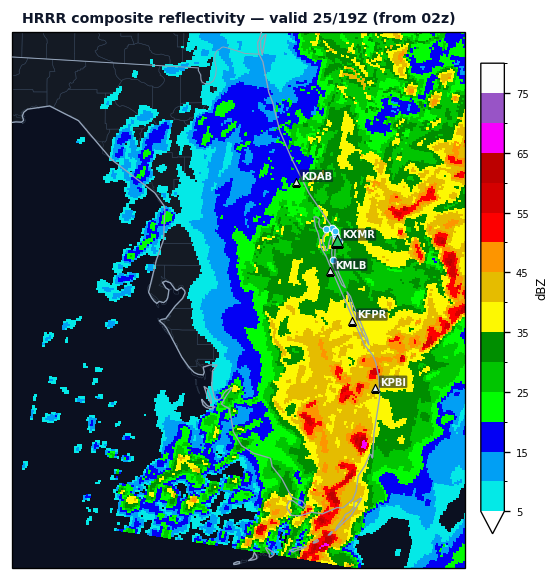 HRRR composite reflectivity — valid 25/19Z (from 02z)
KDAB
KXMR
KMLB
KFPR
KPBI
75
65
55
45
35
25
15
5
dBZ